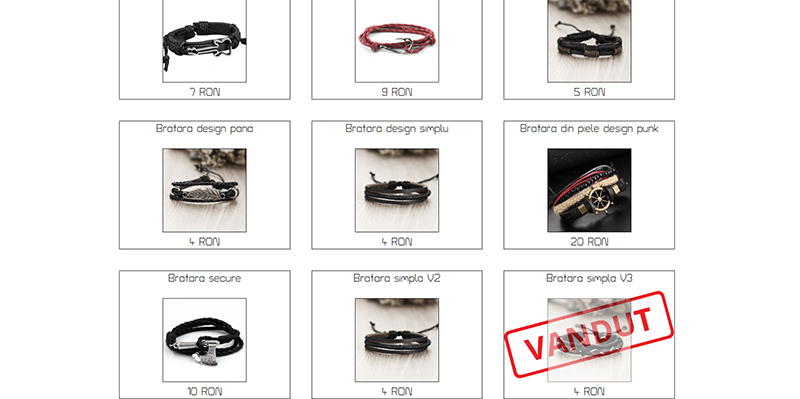 7 RON
9 RON
5 RON
Bratara design pana
Bratara design simplu
Bratara din piele design punk
4 RON
4 RON
20 RON
Bratara secure
Bratara simpla V2
Bratara simpla V3
VANDUT
10 RON
4 RON
4 RON